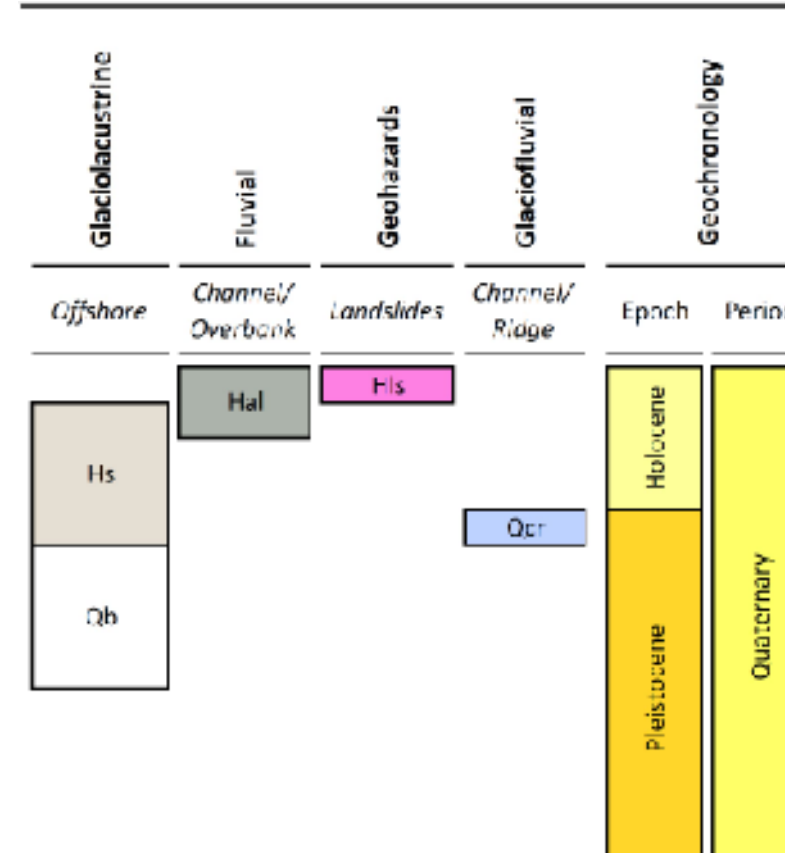 Glaciolacustrine
Fluvial
Geohazards
Glaciofluvial
Geochronology
Offshore
Channel/
Overbank
Landslides
Channel/
Ridge
Epoch
Perio
Hal
Hls
Hs
Qcr
Qb
Holocene
Pleistocene
Quaternary